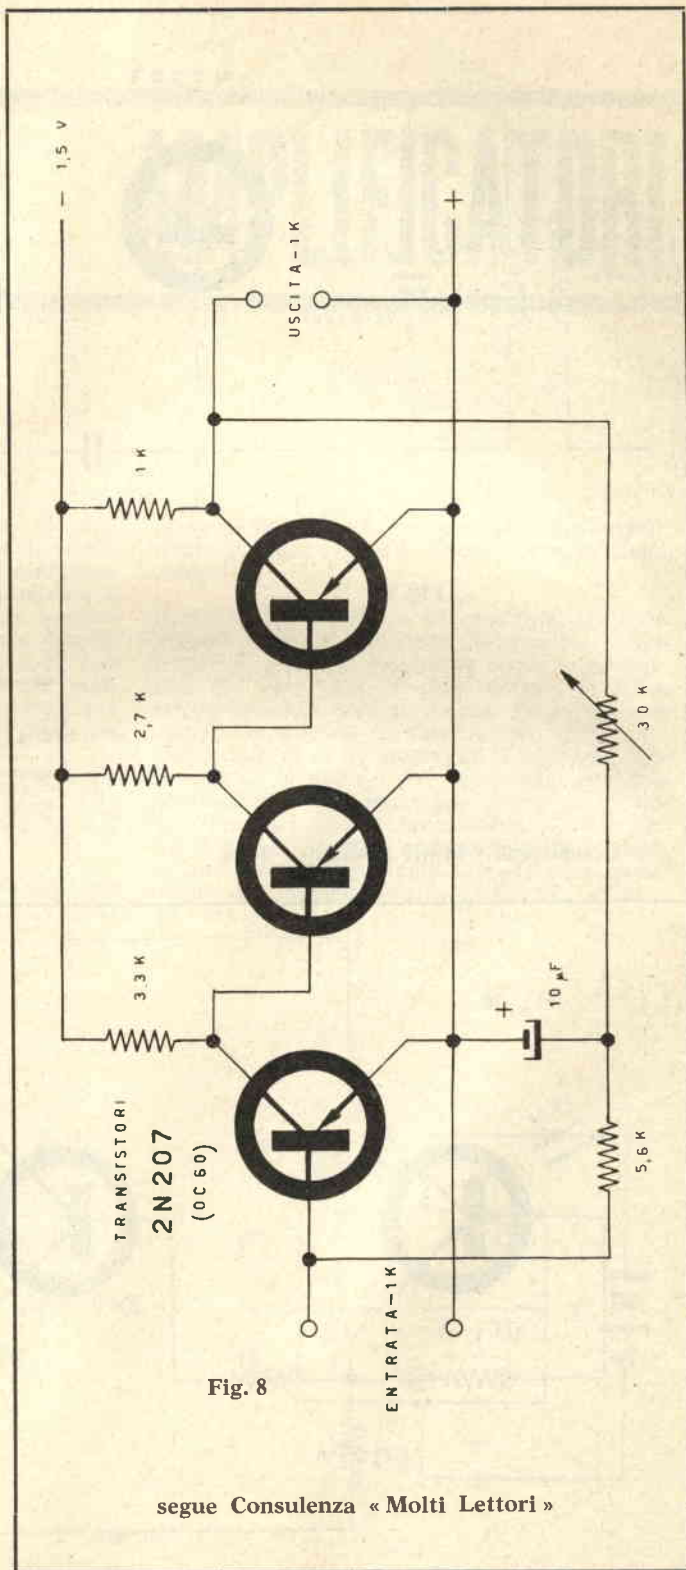 — 1,5 V
+
USCITA-1K
1K
2,7 K
3.3 K
30 K
+
10 µF
5,6 K
TRANSISTORI
2N207
(OC60)
ENTRATA-1K
Fig. 8
segue Consulenza « Molti Lettori »